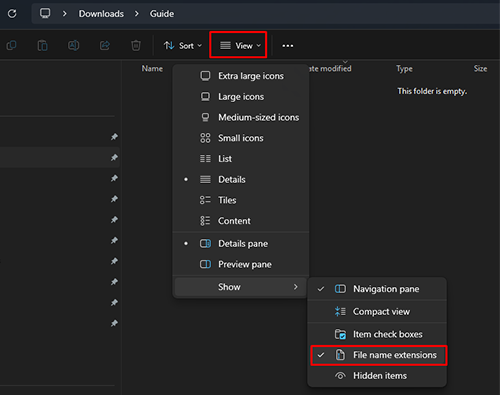 Downloads > Guide
Sort View
Name ate modified Type Size
This folder is empty.
Extra large icons
Large icons
Medium-sized icons
Small icons
List
Details
Tiles
Content
Details pane
Preview pane
Show
Navigation pane
Compact view
Item check boxes
File name extensions
Hidden items